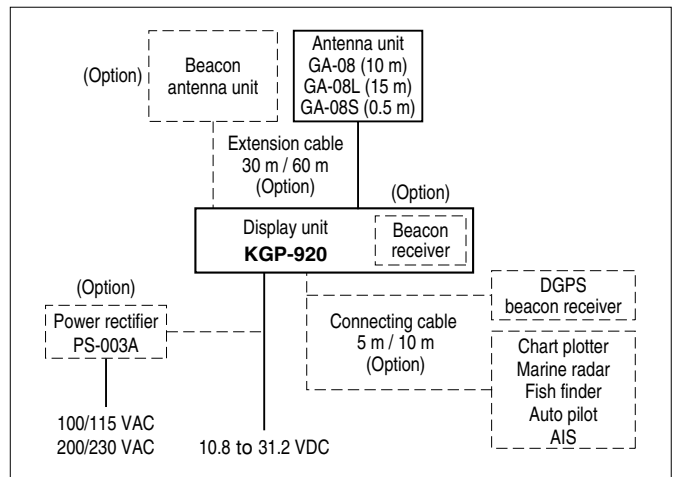 (Option)
Beacon
antenna unit
Antenna unit
GA-08 (10 m)
GA-08L (15 m)
GA-08S (0.5 m)
Extension cable
30 m / 60 m
(Option)
(Option)
Display unit
KGP-920
Beacon
receiver
(Option)
Power rectifier
PS-003A
Connecting cable
5 m / 10 m
(Option)
DGPS
beacon receiver
Chart plotter
Marine radar
Fish finder
Auto pilot
AIS
100/115 VAC
200/230 VAC
10.8 to 31.2 VDC